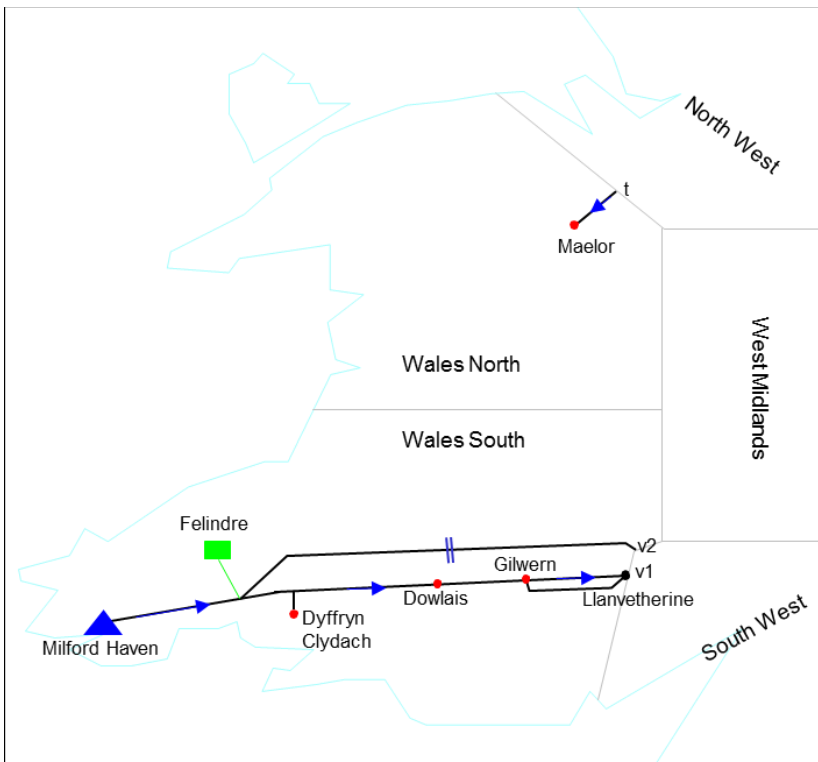 North West
t
Maelor
West Midlands
Wales North
Wales South
Felindre
v2
Gilwern
v1
Dowlais
Llanvetherine
Dyffryn
Clydach
Milford Haven
South West